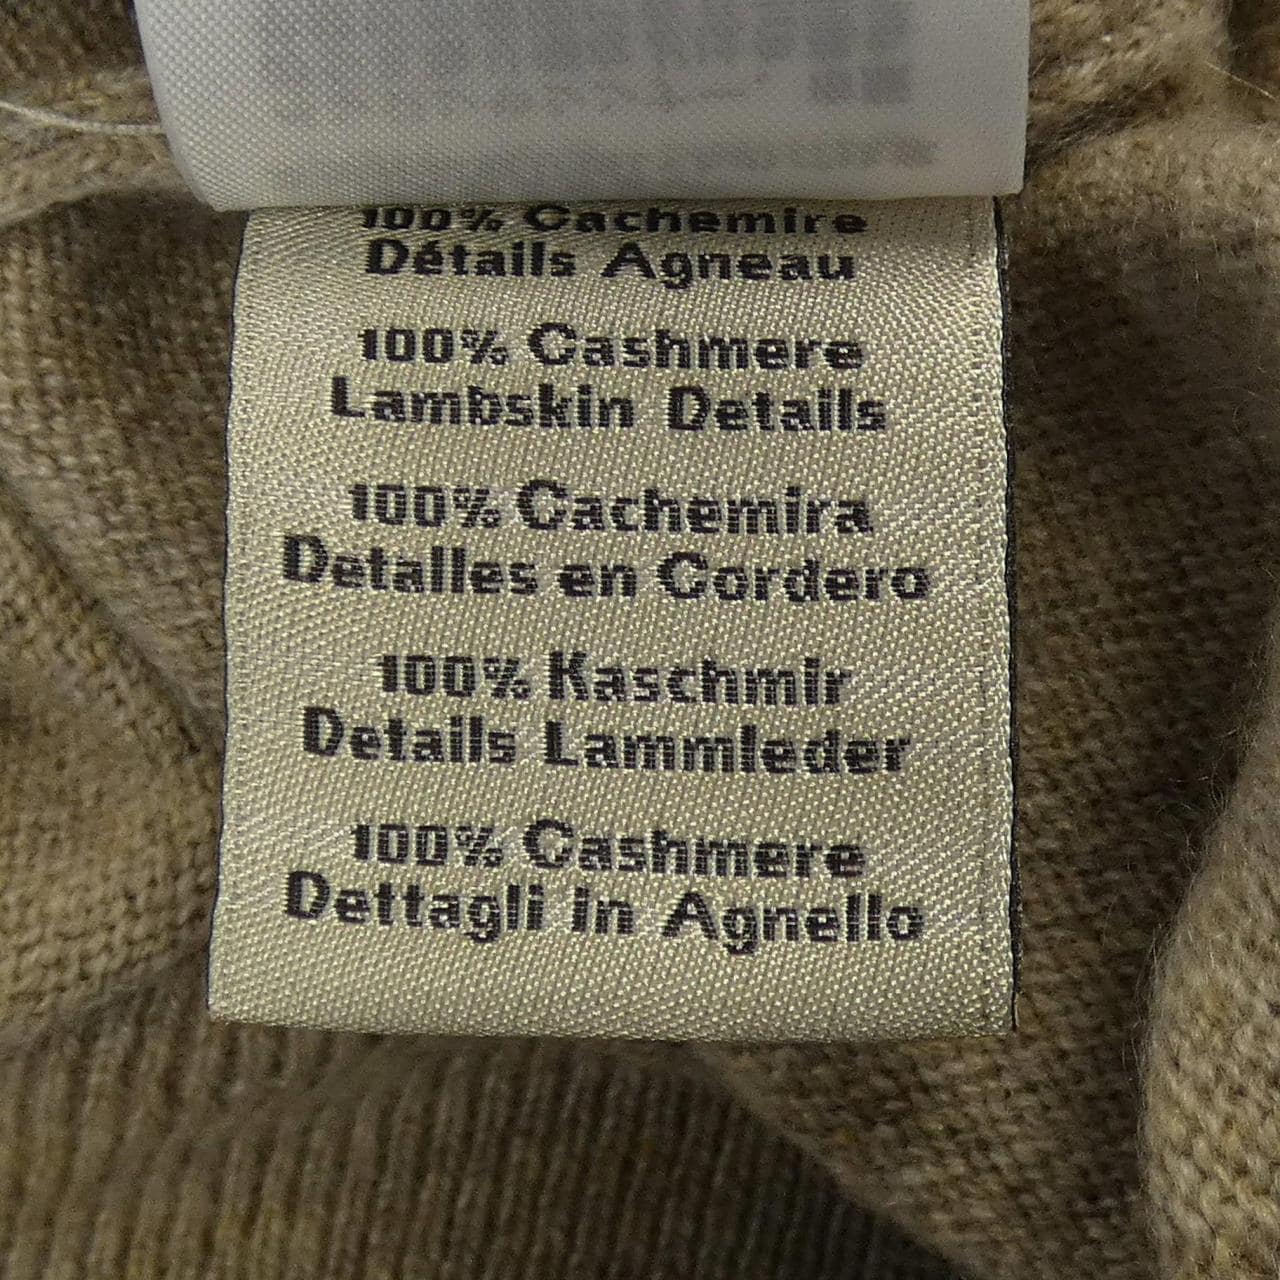 100% Cachemire
Détails Agneau
100% Cashmere
Lambskin Details
100% Cachemira
Detalles en Cordero
100% Kaschmir
Details Lammleder
100% Cashmere
Dettagli in Agnello